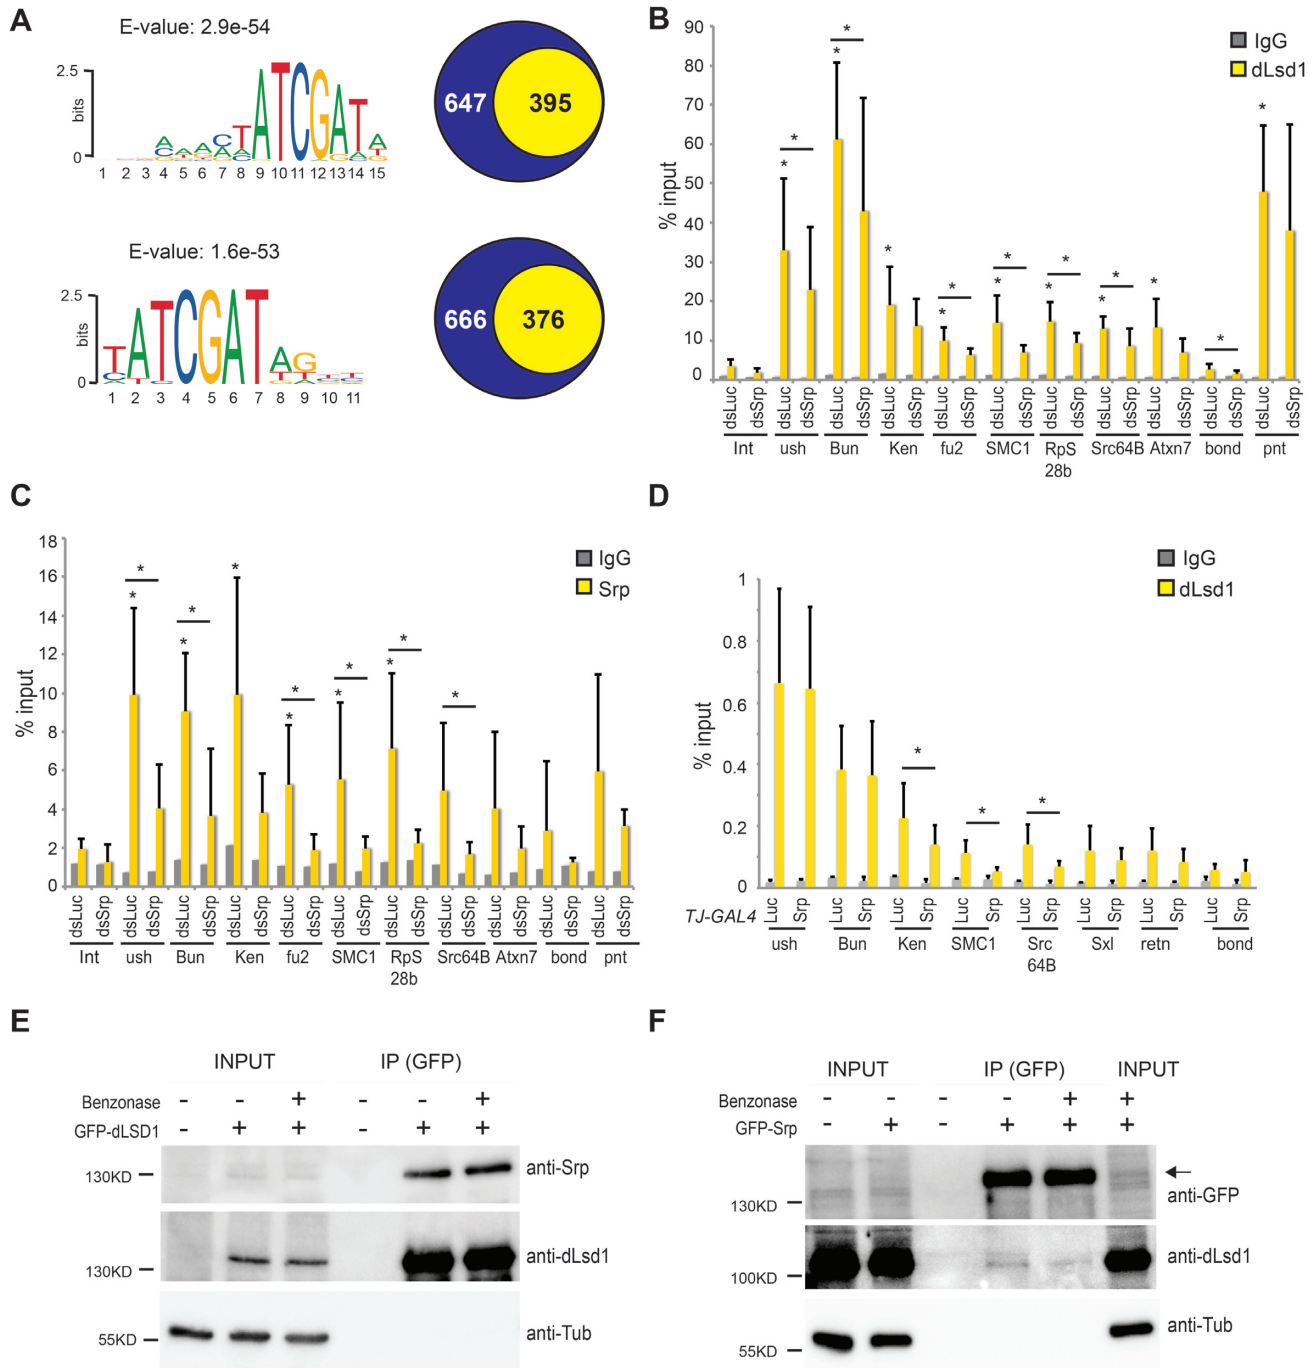 A
E-value: 2.9e-54
2.5
bits
0
1 2 3 4 5 6 7 8 9 10 11 12 13 14 15
647 395
E-value: 1.6e-53
2.5
bits
0
1 2 3 4 5 6 7 8 9 10 11
666 376
B
IgG
dLsd1
% input
90
80
70
60
50
40
30
20
10
0
* * * * * * * * * * * * * * * *
dsLuc dsSrp dsLuc dsSrp dsLuc dsSrp dsLuc dsSrp dsLuc dsSrp dsLuc dsSrp dsLuc dsSrp dsLuc dsSrp dsLuc dsSrp dsLuc dsSrp dsLuc dsSrp
Int ush Bun Ken fu2 SMC1 RpS Src64B Atxn7 bond pnt
28b
C
IgG
Srp
% input
18
16
14
12
10
8
6
4
2
0
* * * * * * * * * * * *
dsLuc dsSrp dsLuc dsSrp dsLuc dsSrp dsLuc dsSrp dsLuc dsSrp dsLuc dsSrp dsLuc dsSrp dsLuc dsSrp dsLuc dsSrp dsLuc dsSrp dsLuc dsSrp
Int ush Bun Ken fu2 SMC1 RpS Src64B Atxn7 bond pnt
28b
D
IgG
dLsd1
% input
1
0.8
0.6
0.4
0.2
0
* * *
TJ-GAL4 Luc Srp Luc Srp Luc Srp Luc Srp Luc Srp Luc Srp Luc Srp Luc Srp
ush Bun Ken SMC1 Src Sxl retn bond
64B
E
INPUT IP (GFP)
Benzonase - - + - - +
GFP-dLSD1 - + + - + +
130KD anti-Srp
130KD anti-dLsd1
55KD anti-Tub
F
INPUT IP (GFP) INPUT
Benzonase - - - - + +
GFP-Srp - + - + + +
130KD anti-GFP
100KD anti-dLsd1
55KD anti-Tub